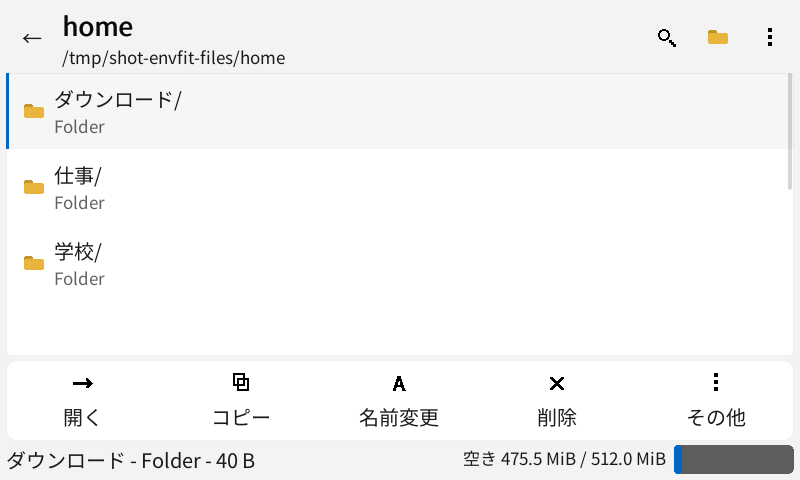 home
/tmp/shot-envfit-files/home
ダウンロード/
Folder
仕事/
Folder
学校/
Folder
開く
コピー
名前変更
削除
その他
ダウンロード - Folder - 40 B
空き 475.5 MiB / 512.0 MiB